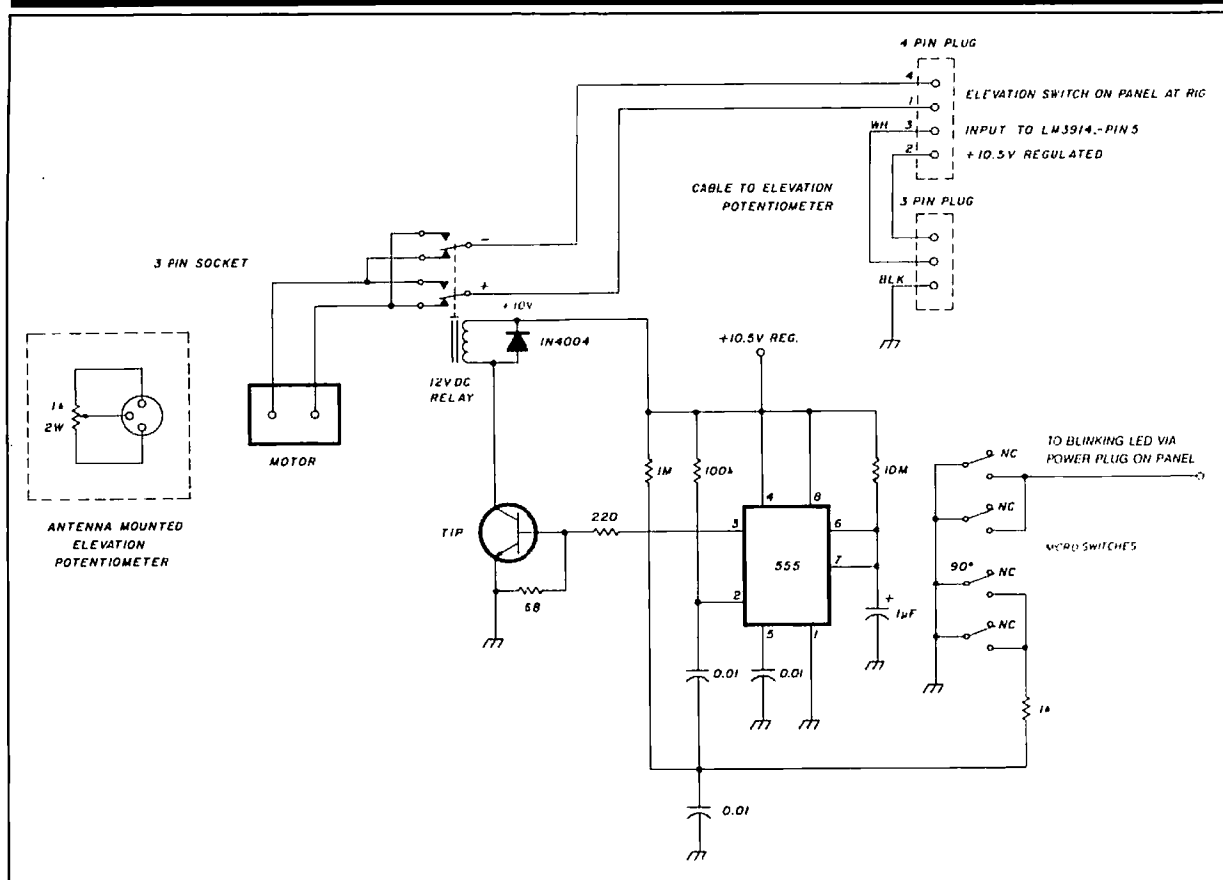 4 PIN PLUG
4
ELEVATION SWITCH ON PANEL AT RIG
1
WH 3
INPUT TO LM3914,-PIN 5
2
+10.5V REGULATED
CABLE TO ELEVATION
POTENTIOMETER
3 PIN PLUG
BLK
3 PIN SOCKET
-
+
+10V
1N4004
12V DC
RELAY
+10.5V REG.
1k
2W
MOTOR
ANTENNA MOUNTED
ELEVATION
POTENTIOMETER
1M
100k
10M
TO BLINKING LED VIA
POWER PLUG ON PANEL
NC
NC
MICRO SWITCHES
90°
NC
NC
4
8
TIP
220
3
6
555
7
2
+
1µF
68
5
1
0.01
0.01
1k
0.01